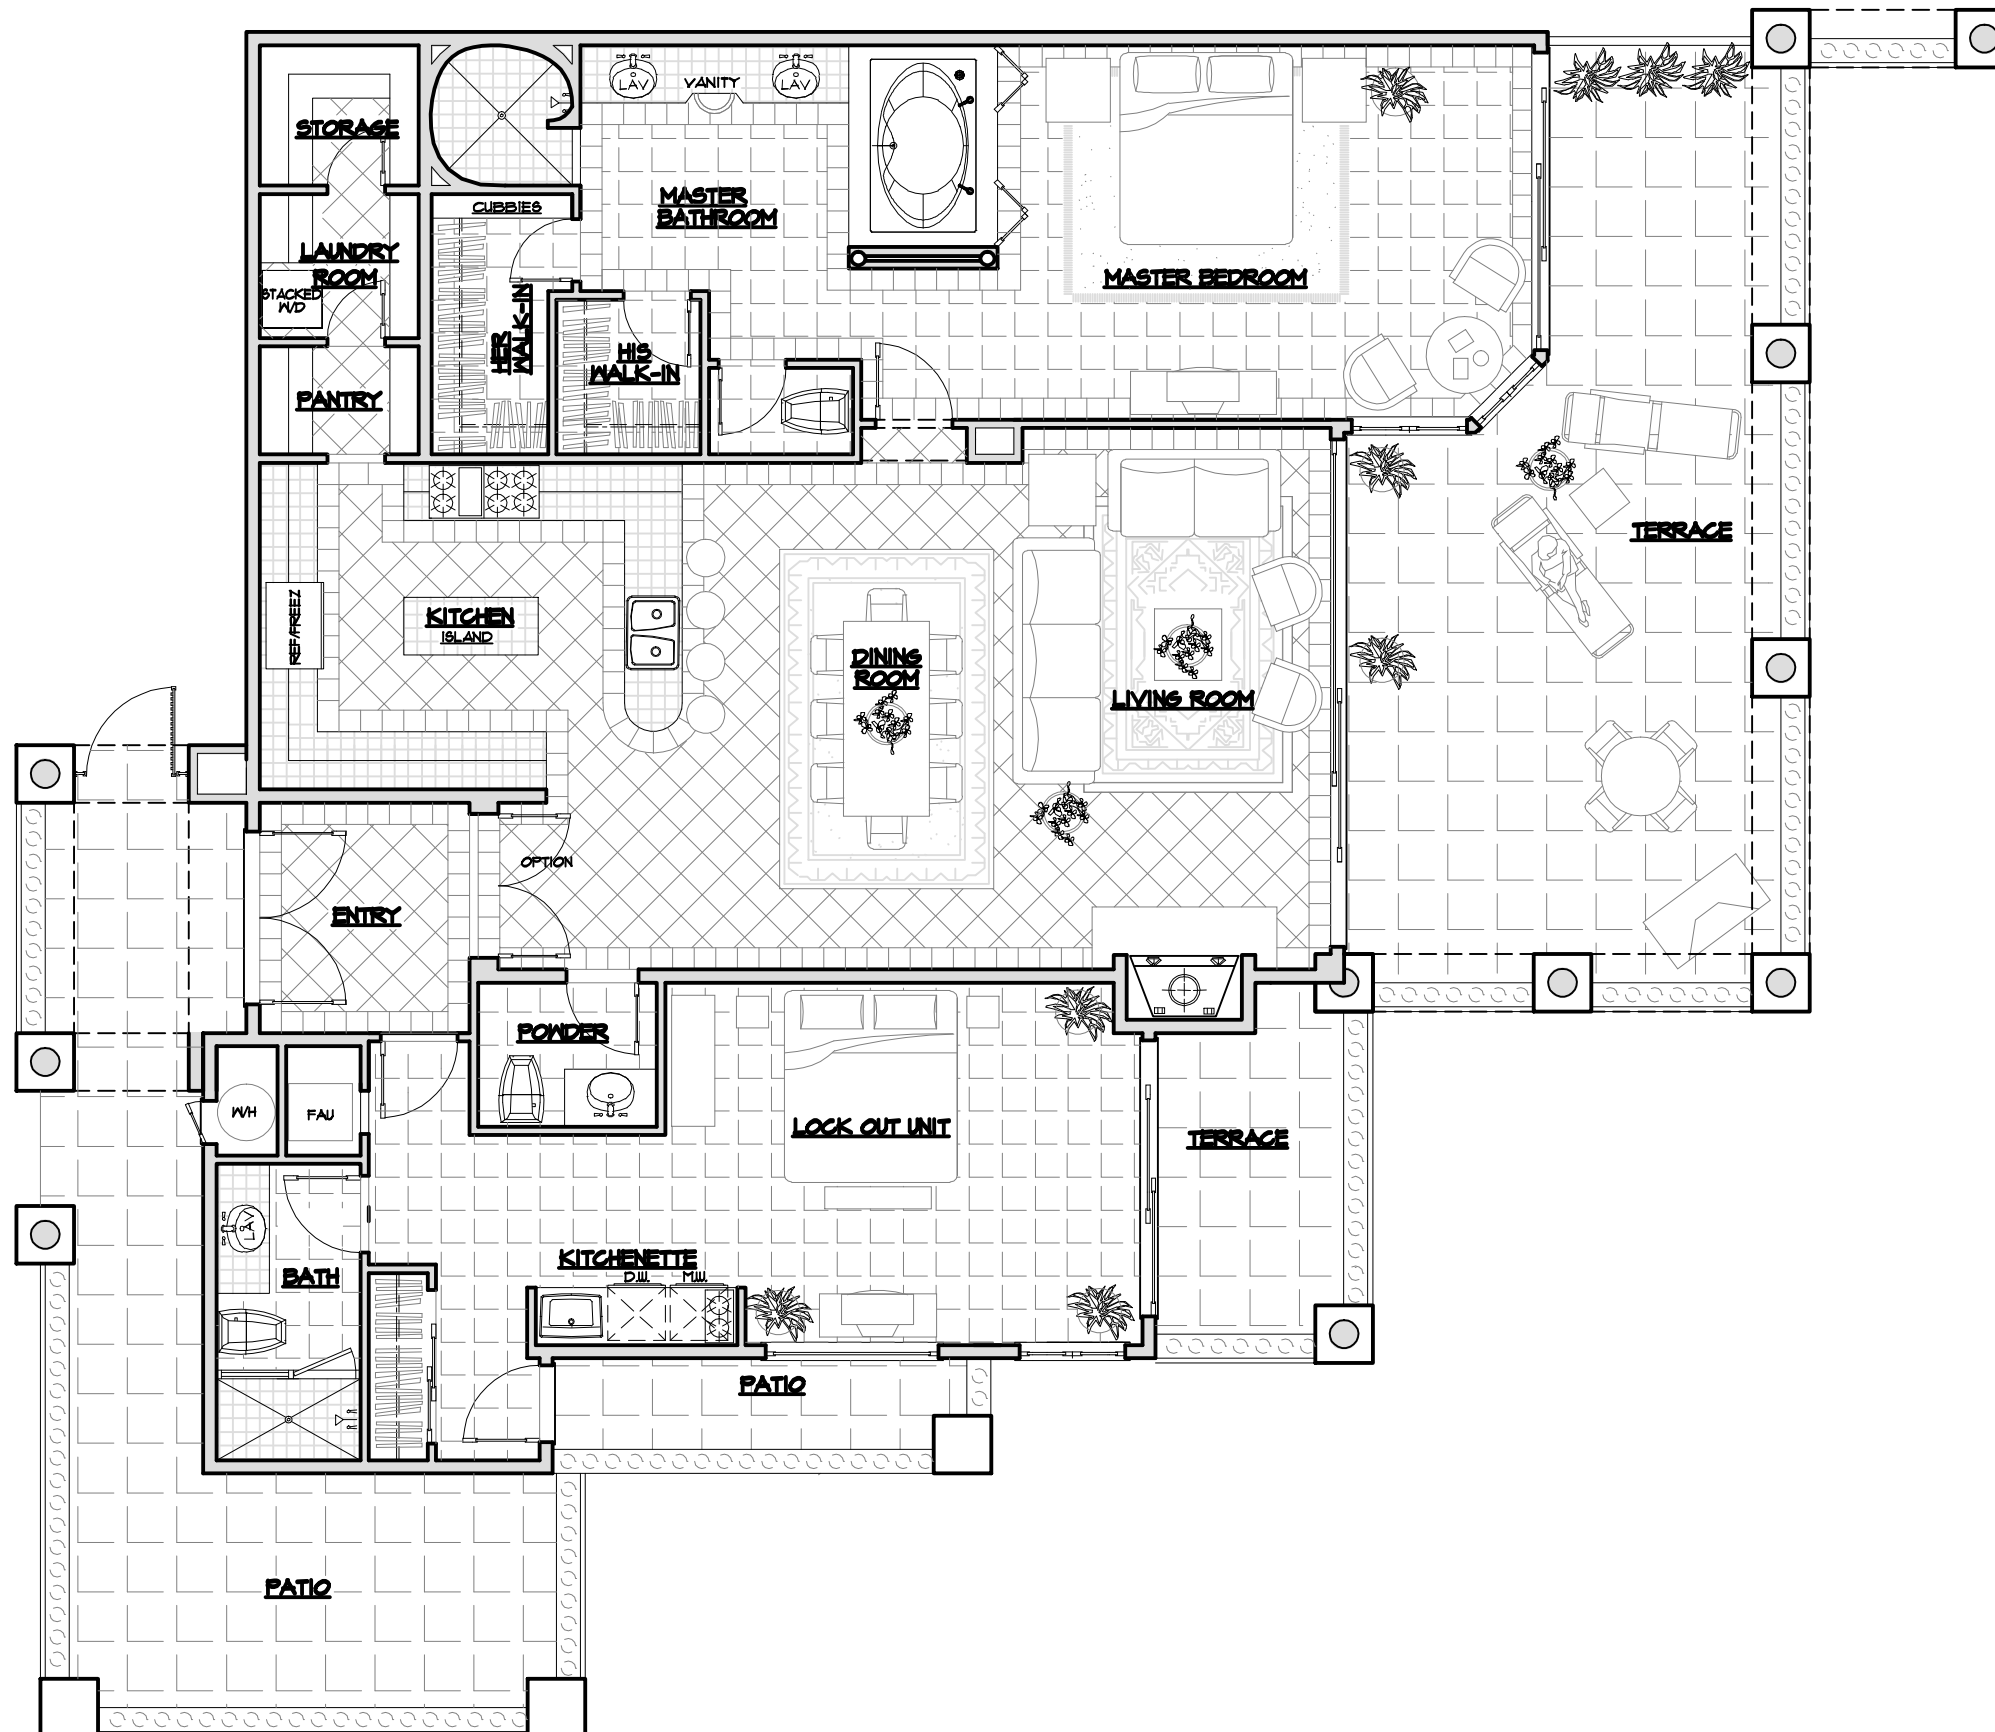 LAV
VANITY
LAV
STORAGE
MASTER
BATHROOM
CUBBIES
LAUNDRY
ROOM
STACKED
W/D
MASTER BEDROOM
HER
WALK-IN
HIS
WALK-IN
PANTRY
TERRACE
REF/FREEZ
KITCHEN
ISLAND
DINING
ROOM
LIVING ROOM
OPTION
ENTRY
POWDER
W/H
FAU
LOCK OUT UNIT
TERRACE
LAV
BATH
KITCHENETTE
D.W.
M.W.
PATIO
PATIO